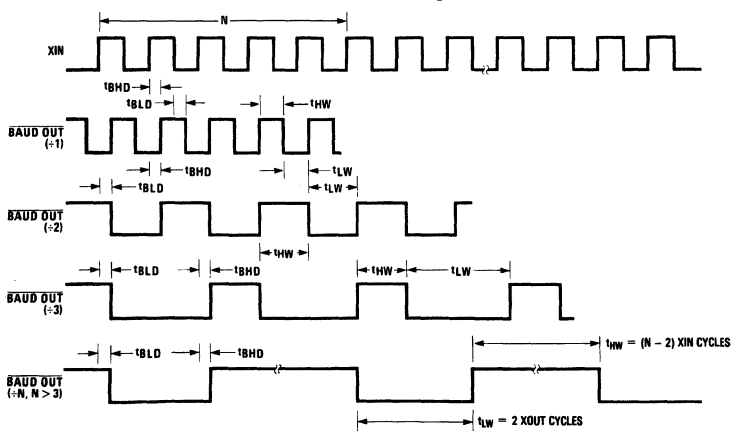 N
XIN
tBHD
tBLD
tHW
BAUD OUT
(÷1)
tBHD
tLW
tBLD
tLW
BAUD OUT
(÷2)
tHW
tBLD
tBHD
tHW
tLW
BAUD OUT
(÷3)
tHW = (N – 2) XIN CYCLES
tBLD
tBHD
BAUD OUT
(÷N, N > 3)
tLW = 2 XOUT CYCLES